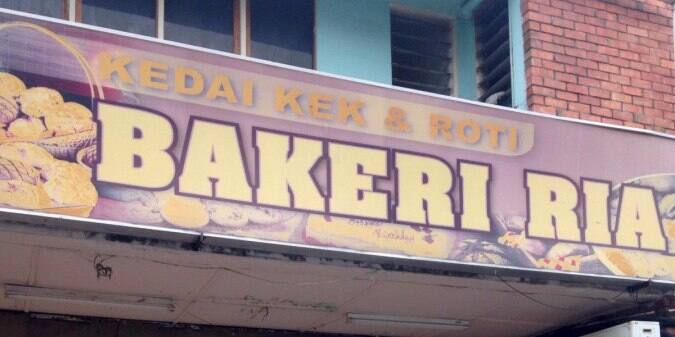 KEDAI KEK & ROTI
BAKERI RIA